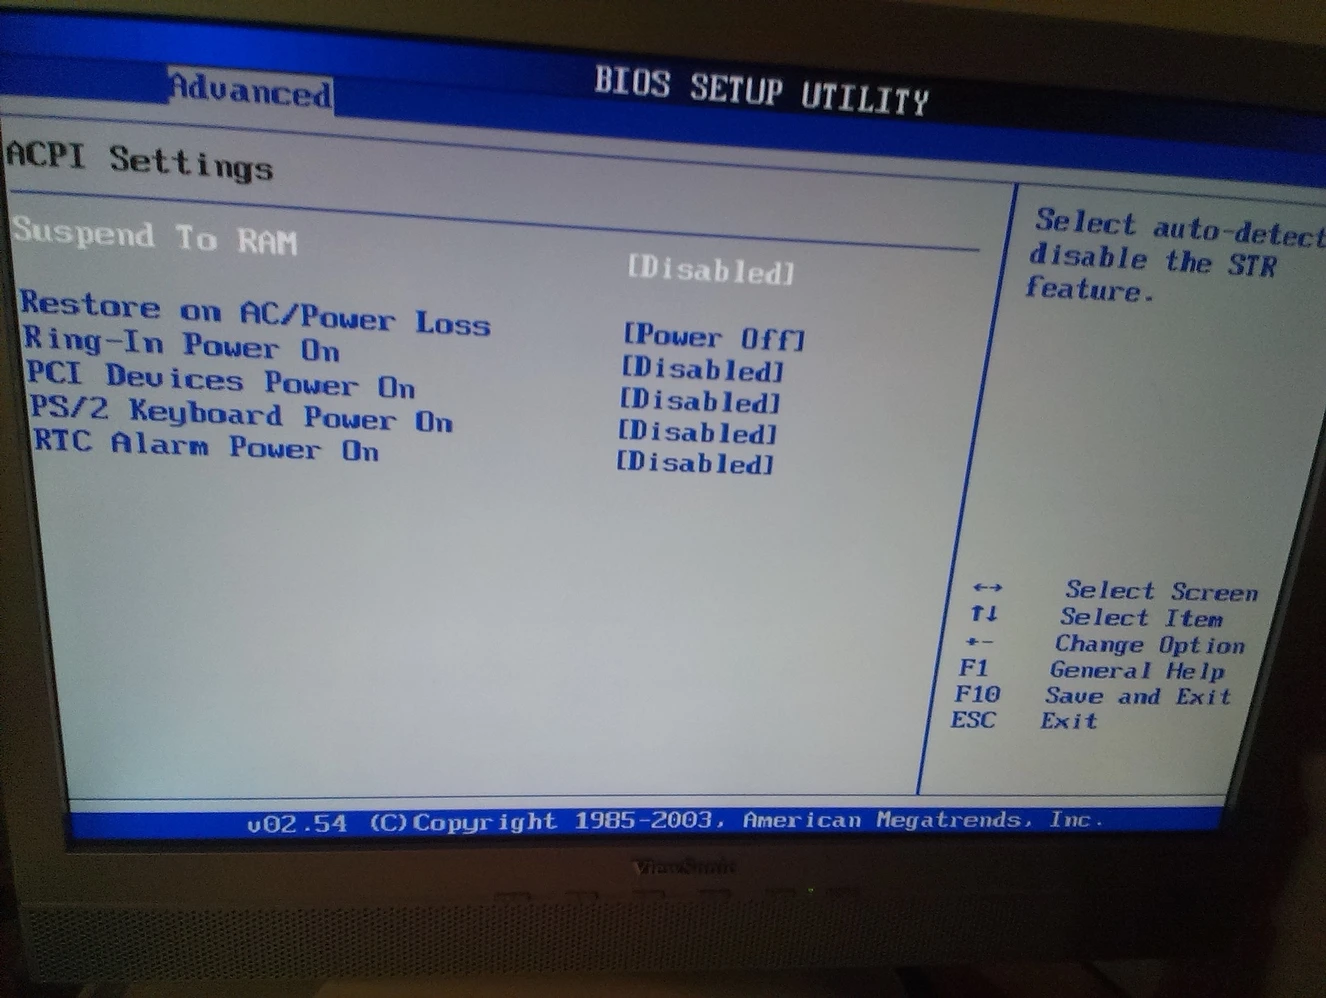 BIOS SETUP UTILITY
Advanced
ACPI Settings
Suspend To RAM [Disabled]
Restore on AC/Power Loss [Power Off]
Ring-In Power On [Disabled]
PCI Devices Power On [Disabled]
PS/2 Keyboard Power On [Disabled]
RTC Alarm Power On [Disabled]
Select auto-detect
disable the STR
feature.
←→ Select Screen
↑↓ Select Item
+- Change Option
F1 General Help
F10 Save and Exit
ESC Exit
v02.54 (C)Copyright 1985-2003, American Megatrends, Inc.